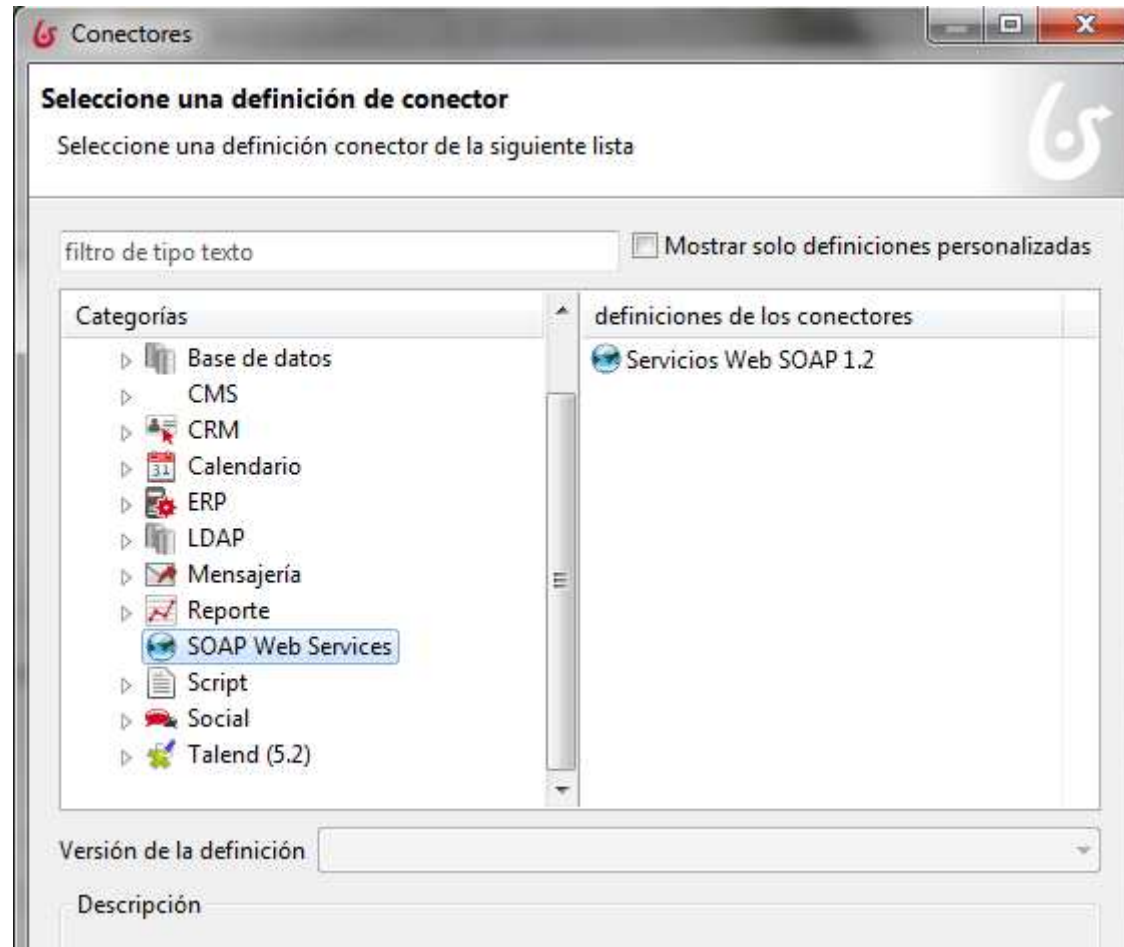 Conectores
Seleccione una definición de conector
Seleccione una definición conector de la siguiente lista
filtro de tipo texto
Mostrar solo definiciones personalizadas
Categorías
definiciones de los conectores
Base de datos
Servicios Web SOAP 1.2
CMS
CRM
31
Calendario
ERP
LDAP
Mensajería
Reporte
SOAP Web Services
Script
Social
Talend (5.2)
Versión de la definición
Descripción